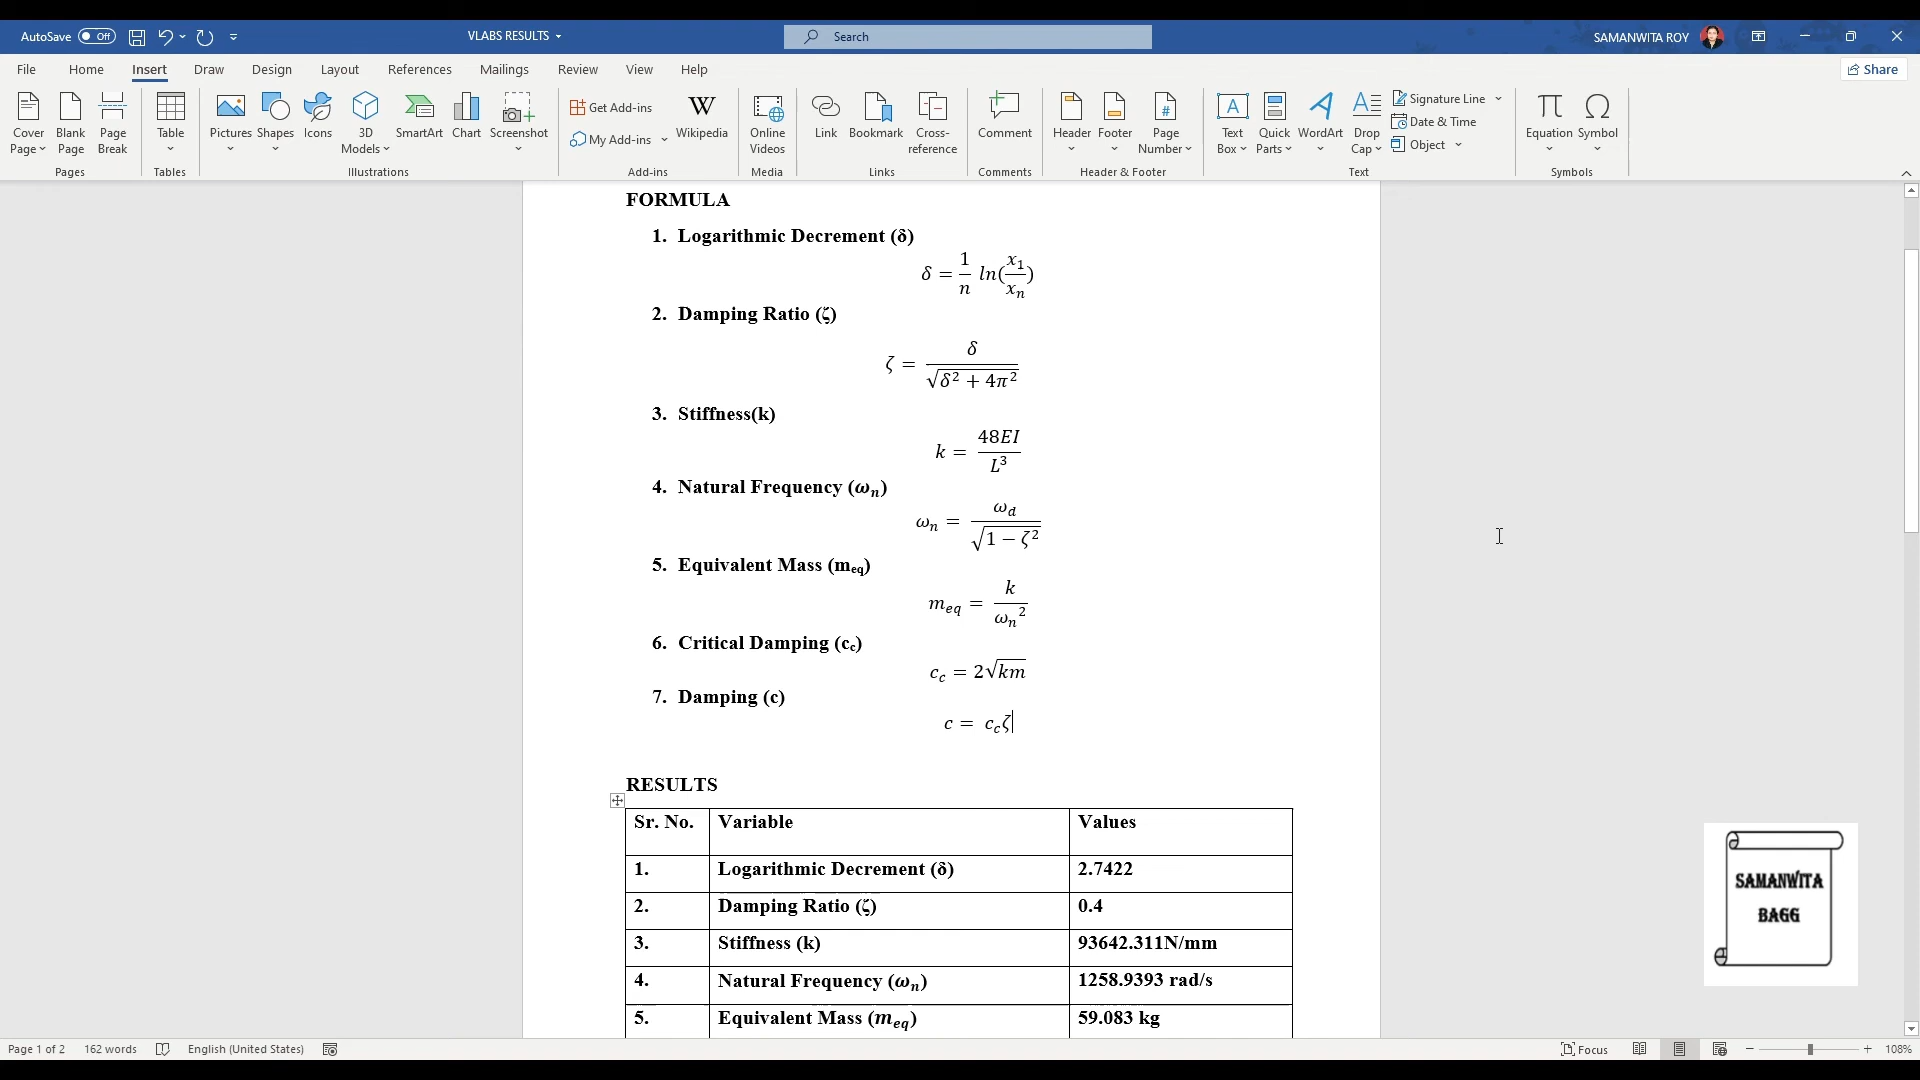 AutoSave Off
VLABS RESULTS
Search
SAMANWITA ROY
File Home Insert Draw Design Layout References Mailings Review View Help
Share
Cover Page
Blank Page
Page Break
Table
Pictures
Shapes
Icons
3D Models
SmartArt
Chart
Screenshot
Get Add-ins
My Add-ins
Wikipedia
Online Videos
Link
Bookmark
Cross-reference
Comment
Header
Footer
Page Number
Text Box
Quick Parts
WordArt
Drop Cap
Signature Line
Date & Time
Object
Equation
Symbol
Pages Tables Illustrations Add-ins Media Links Comments Header & Footer Text Symbols
FORMULA
1. Logarithmic Decrement (δ)
δ = 1/n ln(x₁/xₙ)
2. Damping Ratio (ζ)
ζ = δ/√(δ² + 4π²)
3. Stiffness(k)
k = 48EI/L³
4. Natural Frequency (ωₙ)
ωₙ = ω_d/√(1 − ζ²)
5. Equivalent Mass (m_eq)
m_eq = k/ωₙ²
6. Critical Damping (c_c)
c_c = 2√km
7. Damping (c)
c = c_cζ
RESULTS
Sr. No. Variable Values
1. Logarithmic Decrement (δ) 2.7422
2. Damping Ratio (ζ) 0.4
3. Stiffness (k) 93642.311N/mm
4. Natural Frequency (ωₙ) 1258.9393 rad/s
5. Equivalent Mass (m_eq) 59.083 kg
SAMANWITA
BAGG
Page 1 of 2 162 words English (United States) Focus 108%